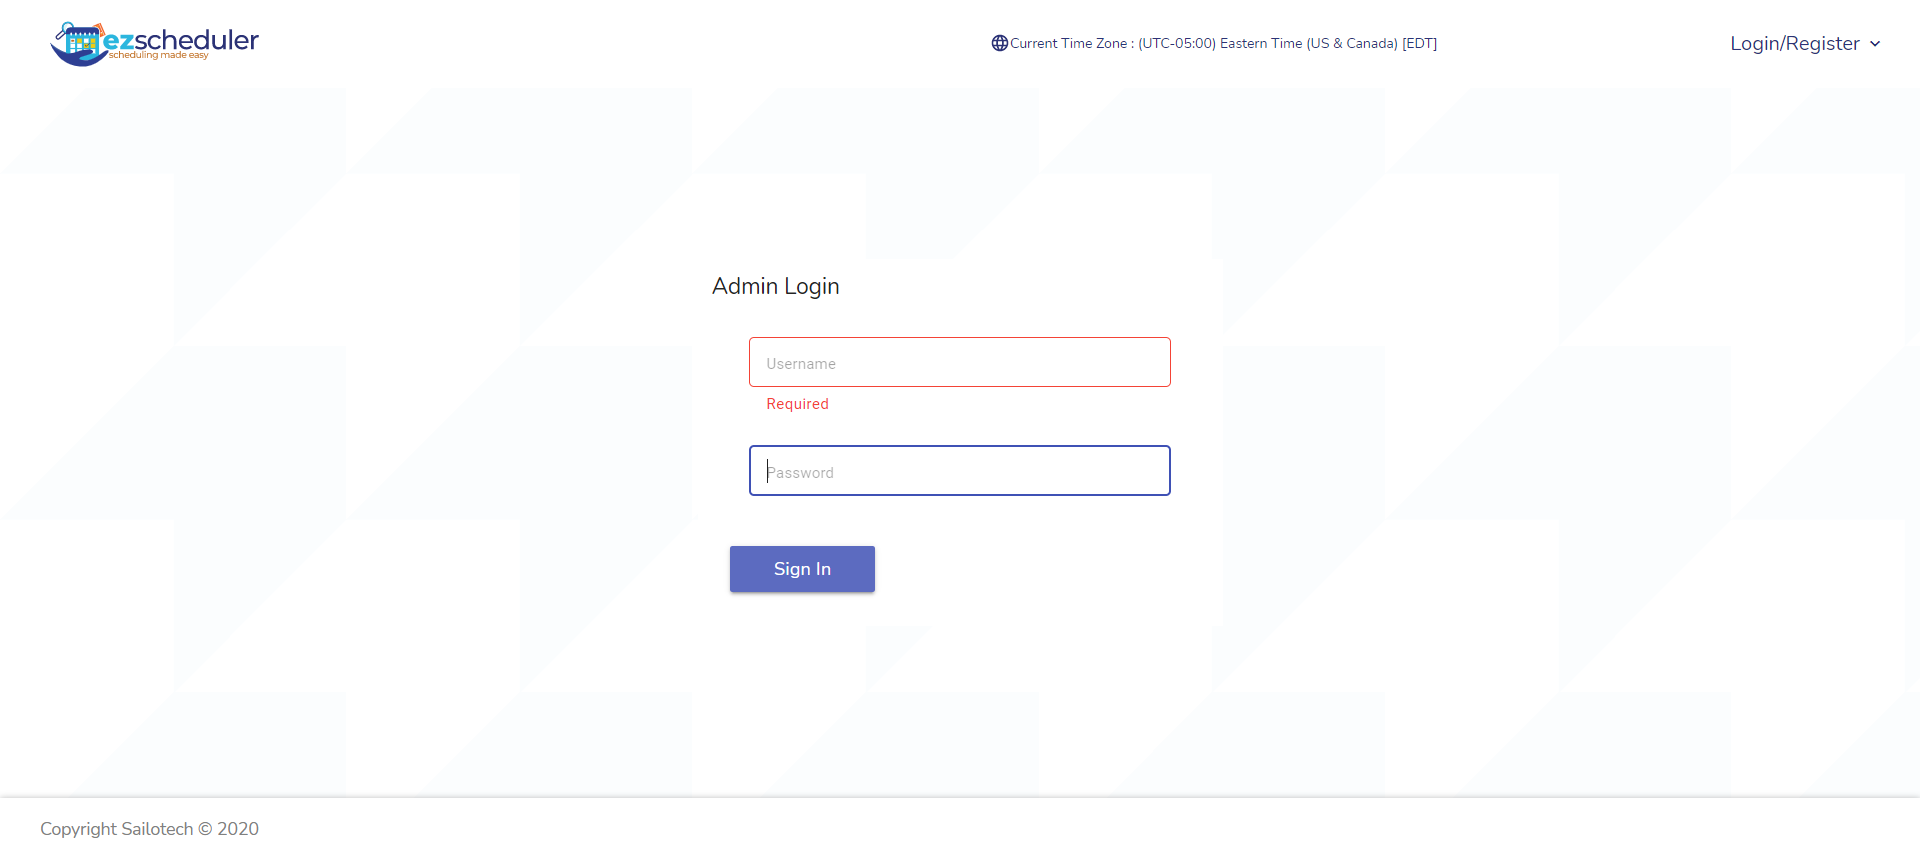 ezscheduler
scheduling made easy
Current Time Zone : (UTC-05:00) Eastern Time (US & Canada) [EDT]
Login/Register
Admin Login
Username
Required
Password
Sign In
Copyright Sailotech © 2020